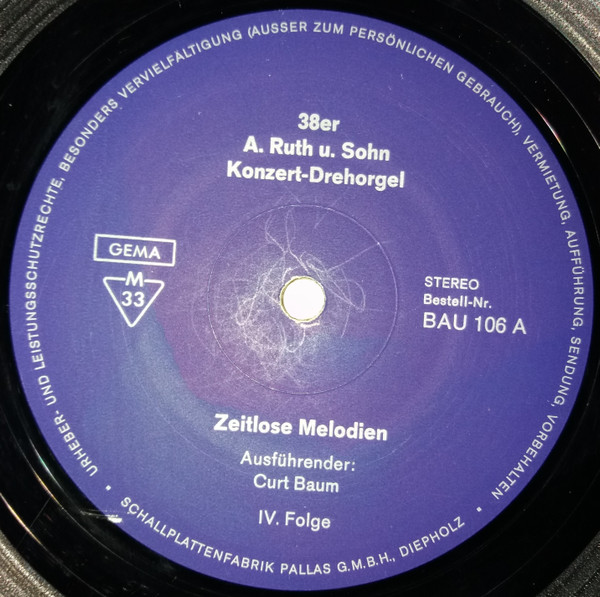 38er
A. Ruth u. Sohn
Konzert-Drehorgel
GEMA
M
33
STEREO
Bestell-Nr.
BAU 106 A
Zeitlose Melodien
Ausführender:
Curt Baum
IV. Folge
URHEBER- UND LEISTUNGSSCHUTZRECHTE, BESONDERS VERVIELFÄLTIGUNG (AUSSER ZUM PERSÖNLICHEN GEBRAUCH), VERMIETUNG, AUFFÜHRUNG, SENDUNG, VORBEHALTEN
SCHALLPLATTENFABRIK PALLAS G.M.B.H., DIEPHOLZ